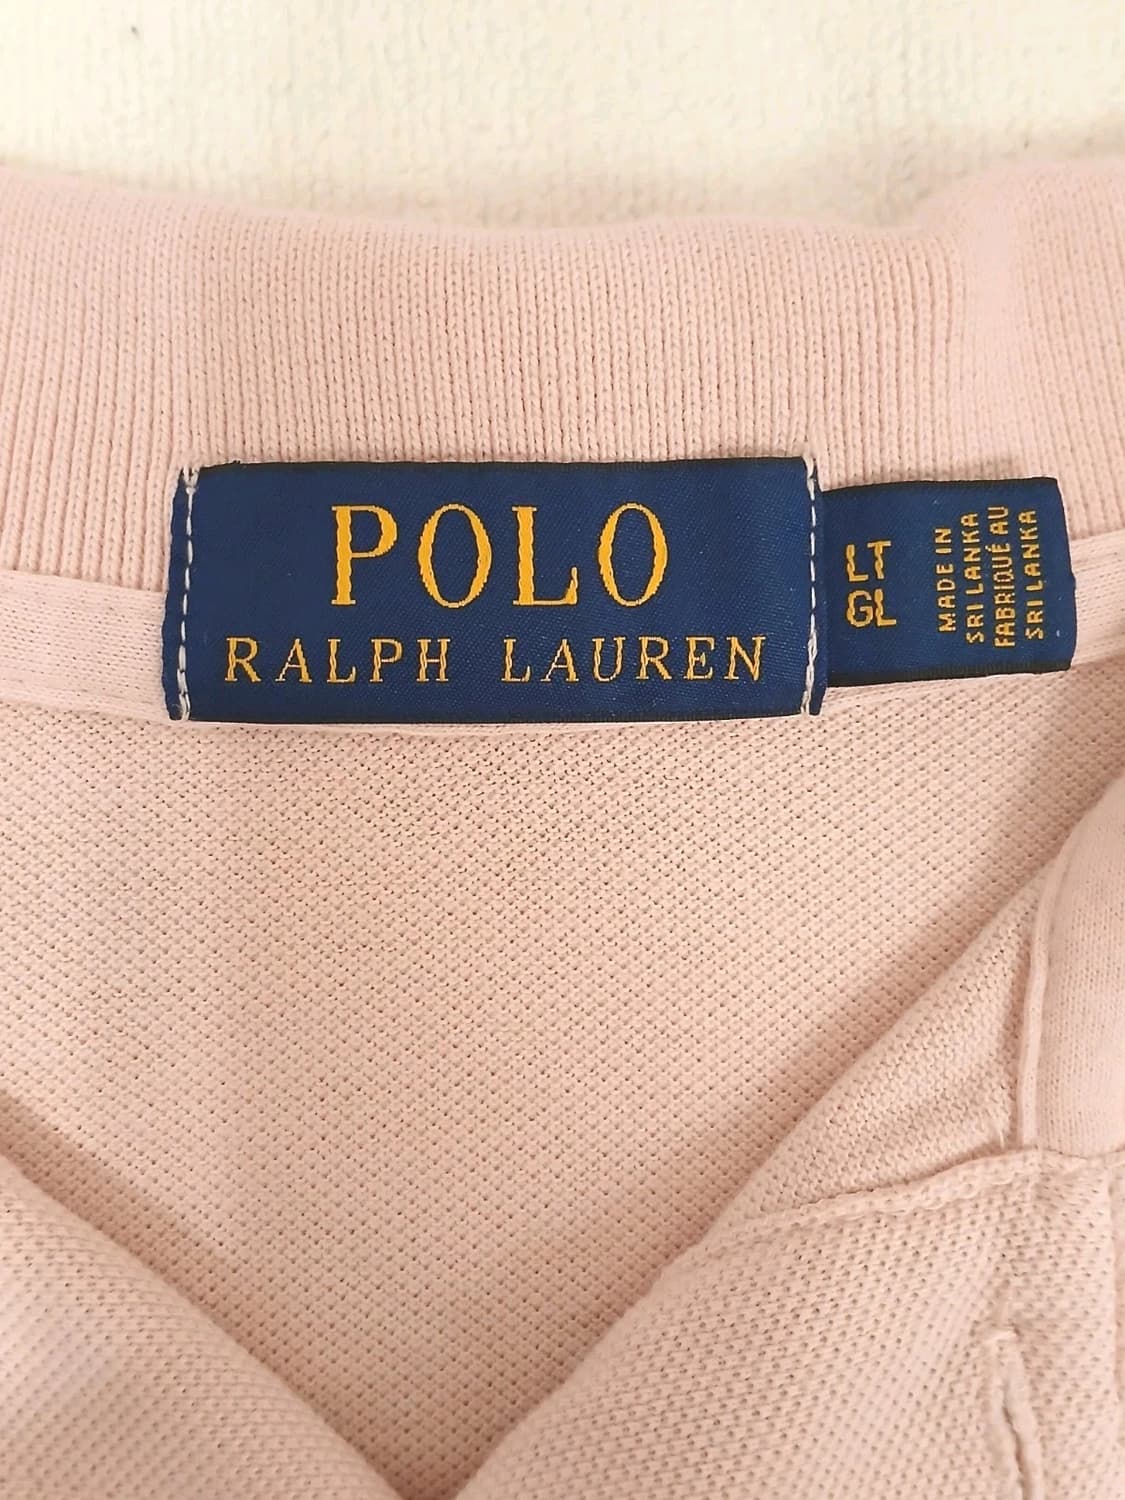 POLO
RALPH LAUREN
LT
GL
MADE IN
SRI LANKA
FABRIQUÉ AU
SRI LANKA